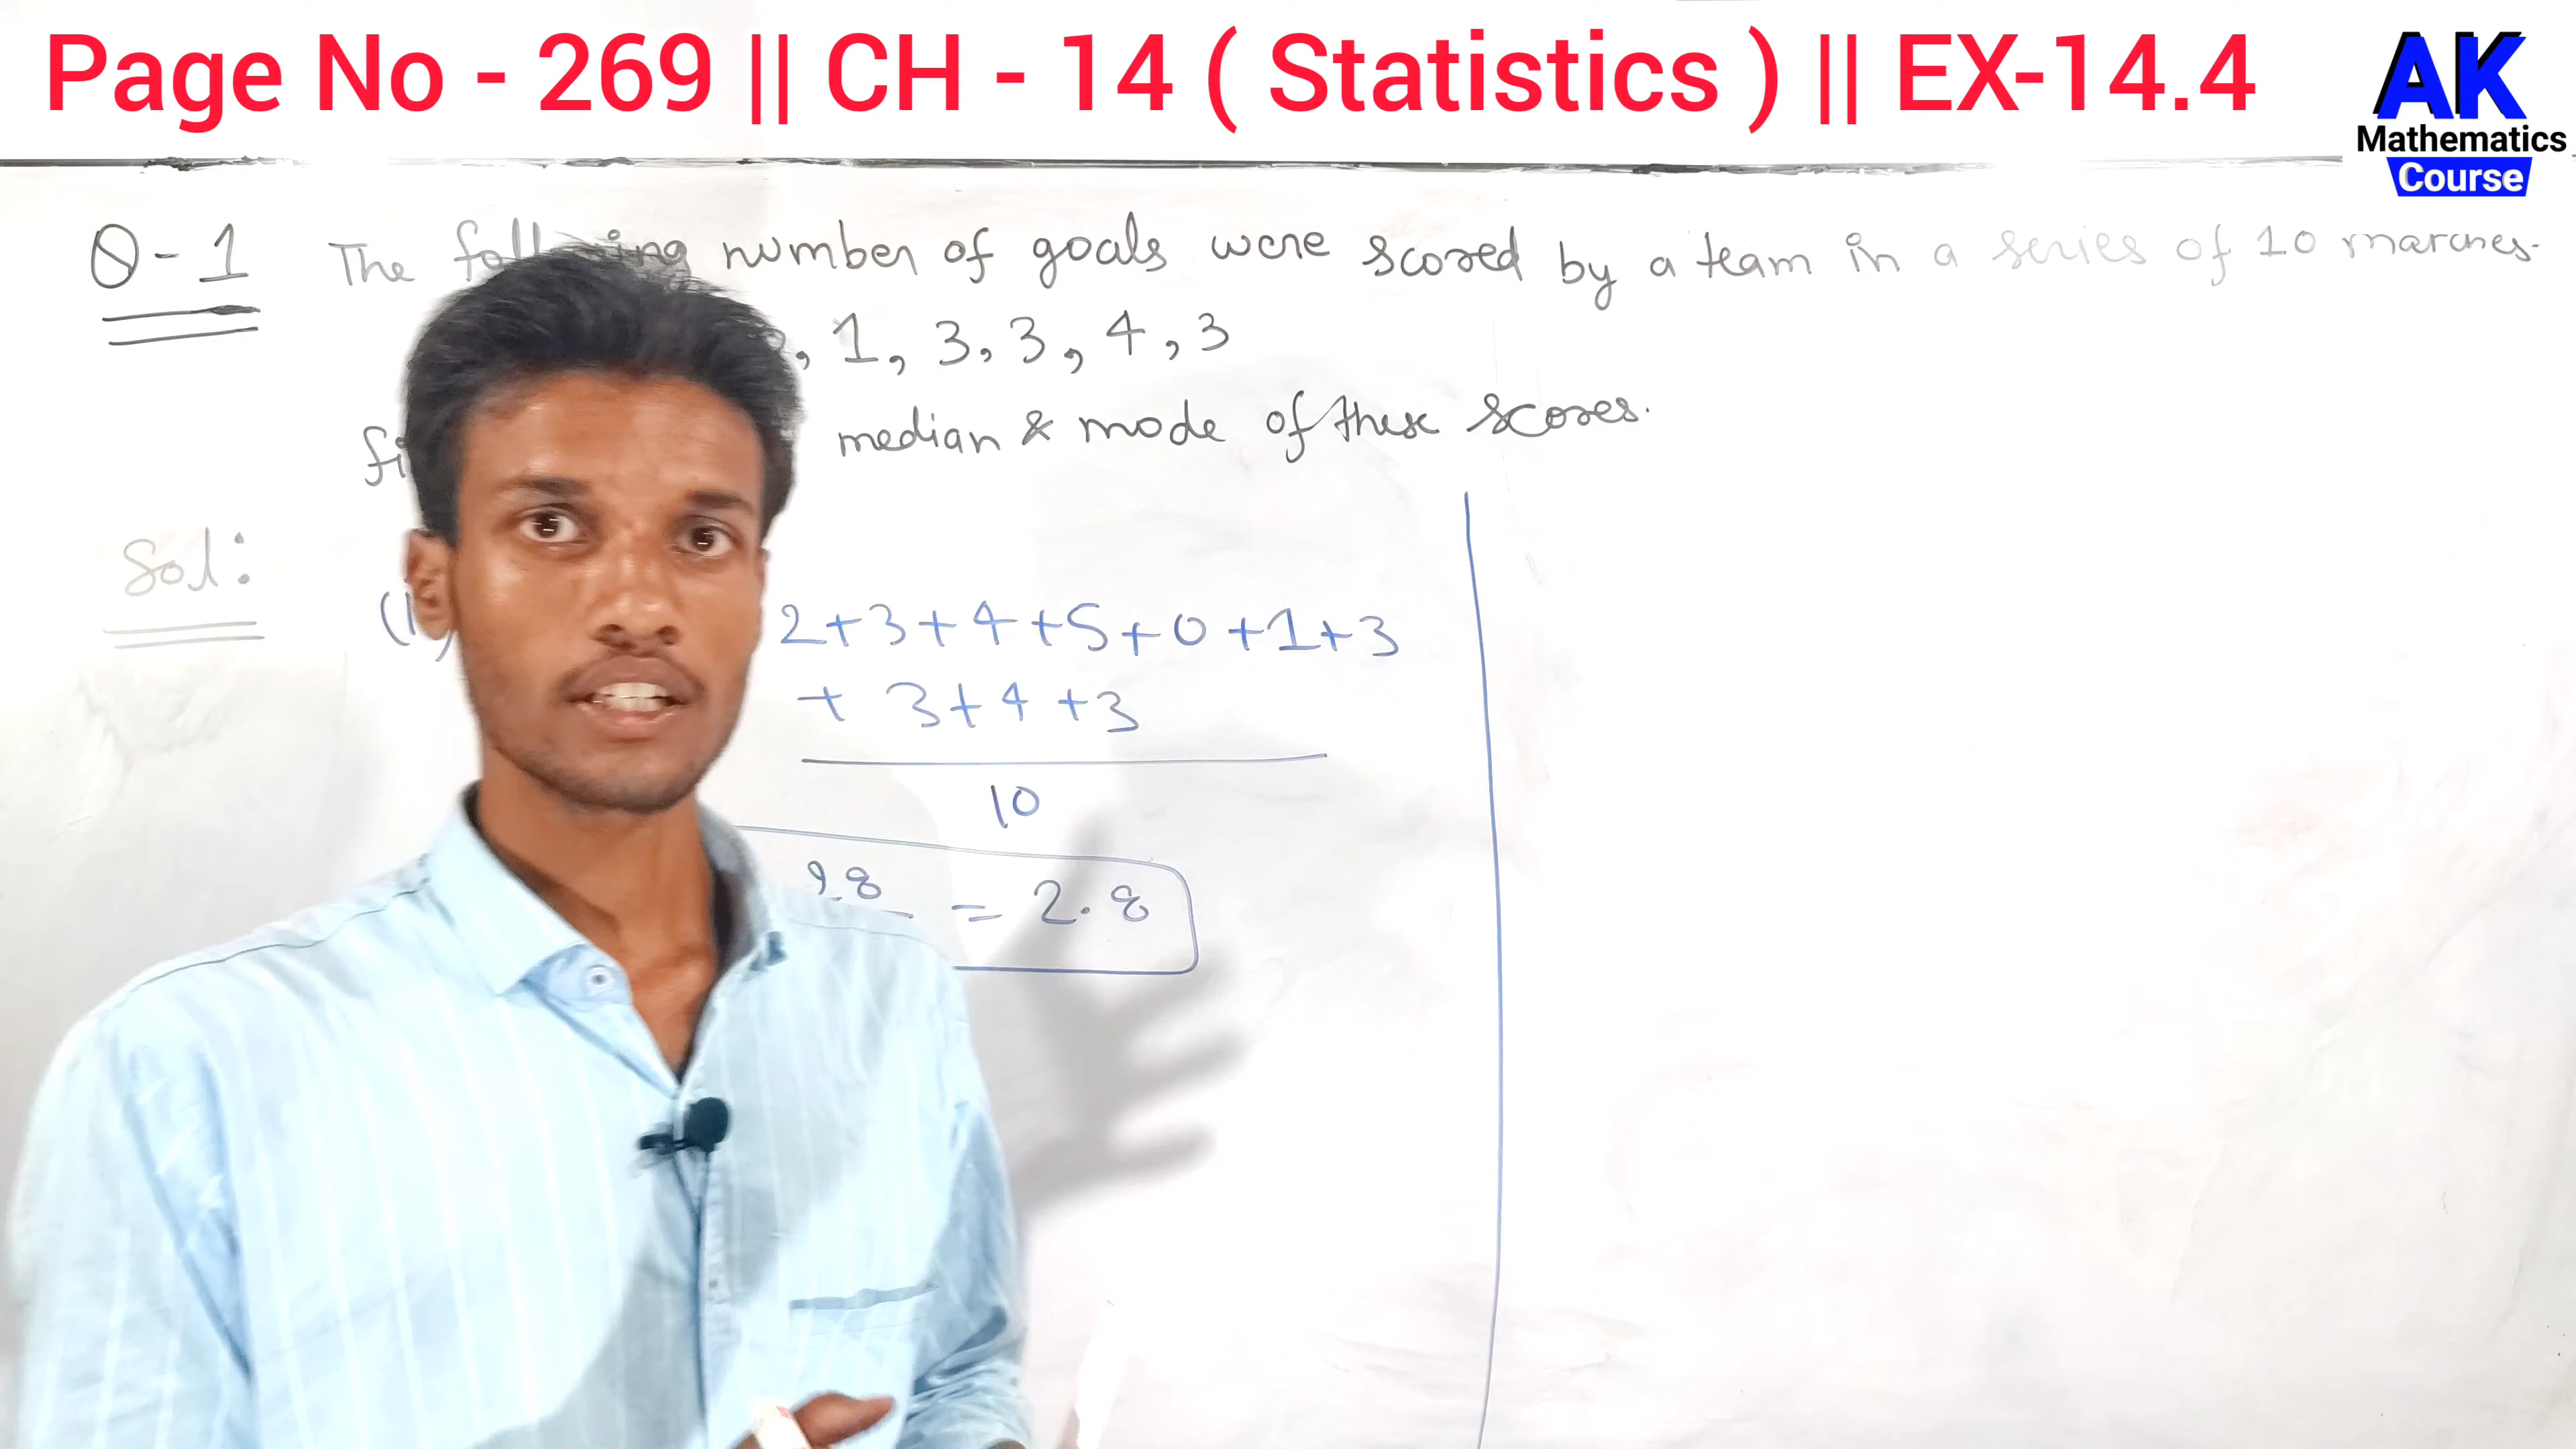 Page No - 269 || CH - 14 ( Statistics ) || EX-14.4
AK
Mathematics
Course
Q-1 The following number of goals were scored by a team in a series of 10 matches.
, 1, 3, 3, 4, 3
median & mode of these scores.
Sol:
2+3+4+5+0+1+3
+ 3+4+3
10
28 = 2.8